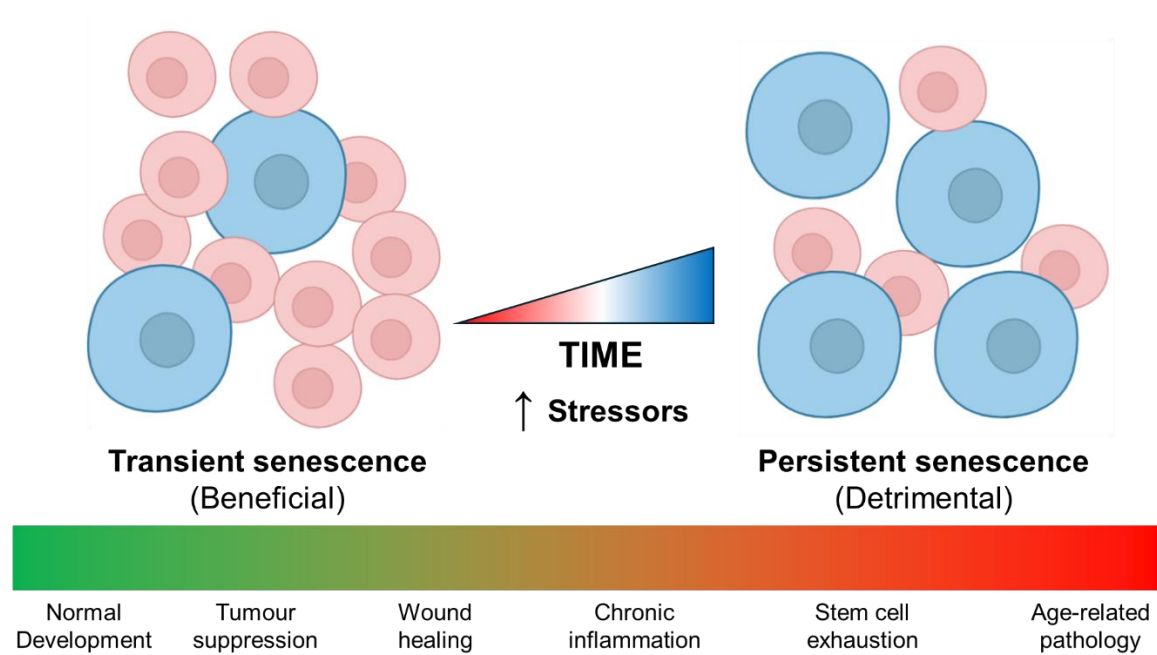 TIME
↑ Stressors
Transient senescence
(Beneficial)
Persistent senescence
(Detrimental)
Normal
Development
Tumour
suppression
Wound
healing
Chronic
inflammation
Stem cell
exhaustion
Age-related
pathology